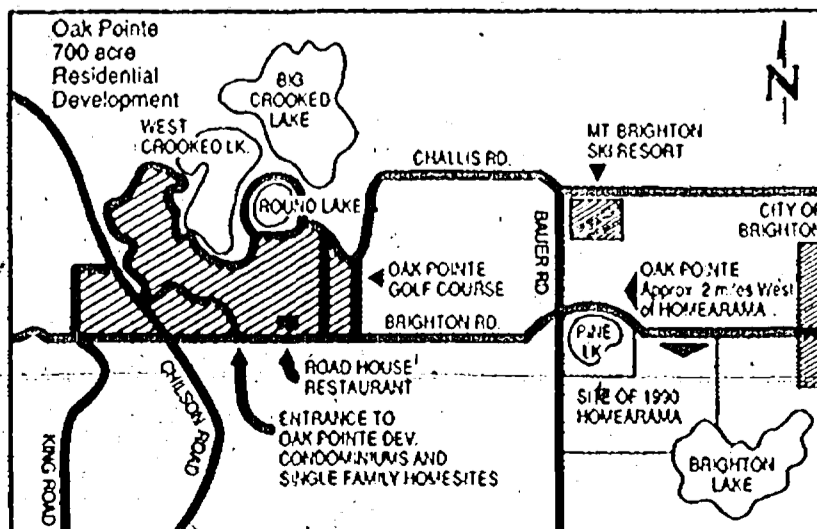 Oak Pointe
700 acre
Residential
Development
BIG
CROOKED
LAKE
WEST
CROOKED LK.
ROUND LAKE
CHALLIS RD.
MT BRIGHTON
SKI RESORT
N
CITY OF
BRIGHTON
BAUER RD.
OAK POINTE
GOLF COURSE
OAK POINTE
Approx. 2 miles West
of HOMEARAMA
BRIGHTON RD.
PINE
LK
ROAD HOUSE
RESTAURANT
SITE OF 1990
HOMEARAMA
CHILSON ROAD
KING ROAD
ENTRANCE TO
OAK POINTE DEV.
CONDOMINIUMS AND
SINGLE FAMILY HOMESITES
BRIGHTON
LAKE